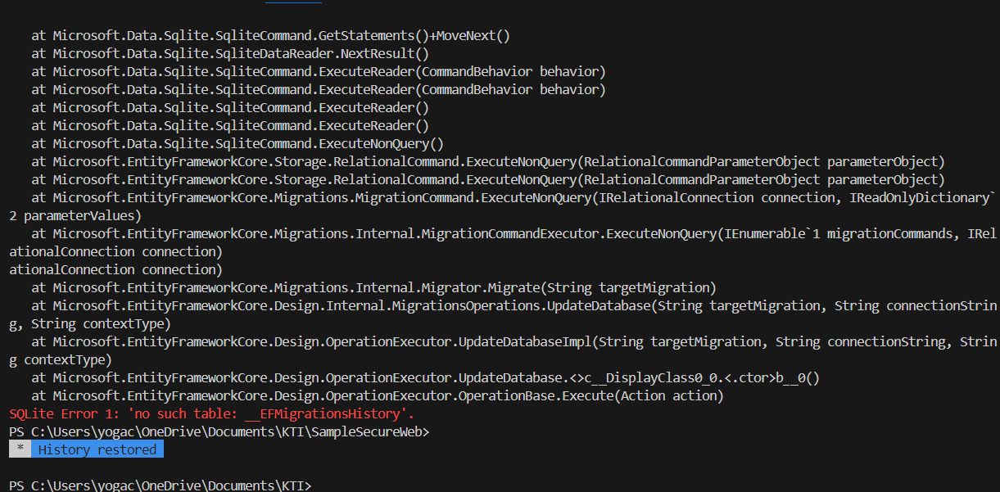 at Microsoft.Data.Sqlite.SqliteCommand.GetStatements()+MoveNext()
   at Microsoft.Data.Sqlite.SqliteDataReader.NextResult()
   at Microsoft.Data.Sqlite.SqliteCommand.ExecuteReader(CommandBehavior behavior)
   at Microsoft.Data.Sqlite.SqliteCommand.ExecuteReader(CommandBehavior behavior)
   at Microsoft.Data.Sqlite.SqliteCommand.ExecuteReader()
   at Microsoft.Data.Sqlite.SqliteCommand.ExecuteReader()
   at Microsoft.Data.Sqlite.SqliteCommand.ExecuteNonQuery()
   at Microsoft.EntityFrameworkCore.Storage.RelationalCommand.ExecuteNonQuery(RelationalCommandParameterObject parameterObject)
   at Microsoft.EntityFrameworkCore.Storage.RelationalCommand.ExecuteNonQuery(RelationalCommandParameterObject parameterObject)
   at Microsoft.EntityFrameworkCore.Migrations.MigrationCommand.ExecuteNonQuery(IRelationalConnection connection, IReadOnlyDictionary`
2 parameterValues)
   at Microsoft.EntityFrameworkCore.Migrations.Internal.MigrationCommandExecutor.ExecuteNonQuery(IEnumerable`1 migrationCommands, IRel
ationalConnection connection)
ationalConnection connection)
   at Microsoft.EntityFrameworkCore.Migrations.Internal.Migrator.Migrate(String targetMigration)
   at Microsoft.EntityFrameworkCore.Design.Internal.MigrationsOperations.UpdateDatabase(String targetMigration, String connectionStrin
g, String contextType)
   at Microsoft.EntityFrameworkCore.Design.OperationExecutor.UpdateDatabaseImpl(String targetMigration, String connectionString, Strin
g contextType)
   at Microsoft.EntityFrameworkCore.Design.OperationExecutor.UpdateDatabase.<>c__DisplayClass0_0.<.ctor>b__0()
   at Microsoft.EntityFrameworkCore.Design.OperationExecutor.OperationBase.Execute(Action action)
SQLite Error 1: 'no such table: __EFMigrationsHistory'.
PS C:\Users\yogac\OneDrive\Documents\KTI\SampleSecureWeb>
 *  History restored
PS C:\Users\yogac\OneDrive\Documents\KTI>